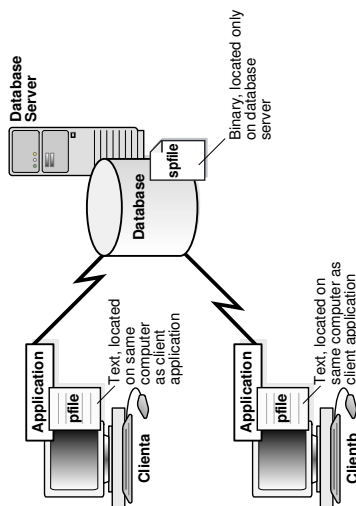 Database
Server
Database
spfile
Binary, located only
on database
server
Application
pfile
Text, located
on same
computer
as client
application
Clienta
Application
pfile
Text, located on
same computer as
client application
Clientb